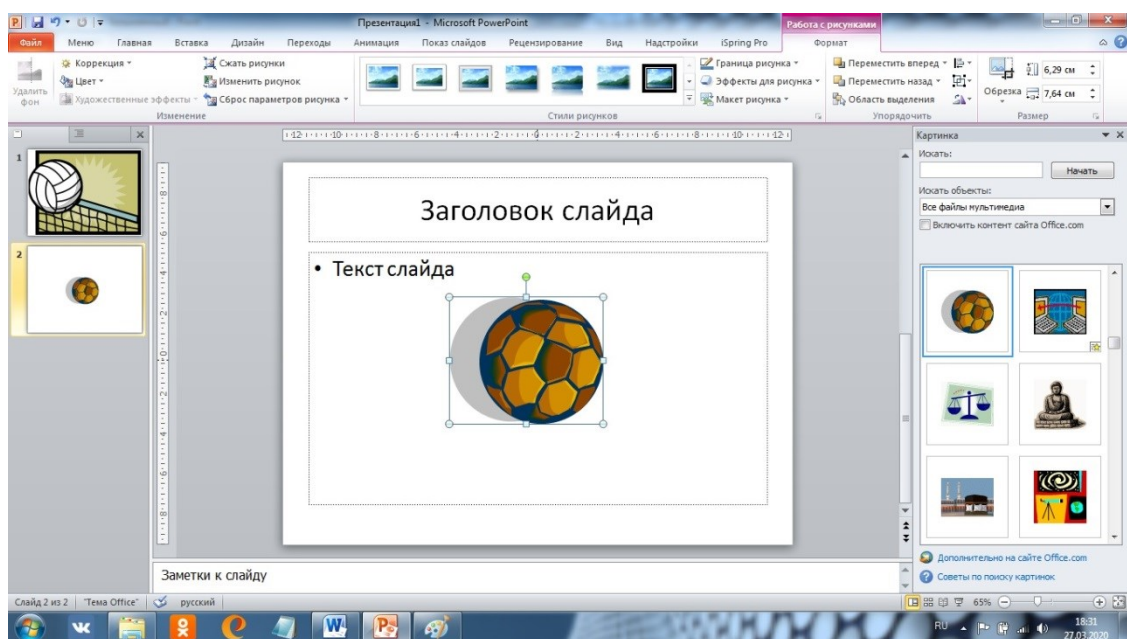 Презентация1 - Microsoft PowerPoint
Работа с рисунками
Файл Меню Главная Вставка Дизайн Переходы Анимация Показ слайдов Рецензирование Вид Надстройки iSpring Pro Формат
Удалить фон
Коррекция
Цвет
Художественные эффекты
Сжать рисунки
Изменить рисунок
Сброс параметров рисунка
Изменение
Стили рисунков
Граница рисунка
Эффекты для рисунка
Макет рисунка
Переместить вперед
Переместить назад
Область выделения
Упорядочить
Обрезка
6,29 см
7,64 см
Размер
1
2
Заголовок слайда
• Текст слайда
Заметки к слайду
Картинка
Искать:
Начать
Искать объекты:
Все файлы мультимедиа
Включить контент сайта Office.com
Дополнительно на сайте Office.com
Советы по поиску картинок
Слайд 2 из 2 "Тема Office" русский
65%
RU
18:31
27.03.2020